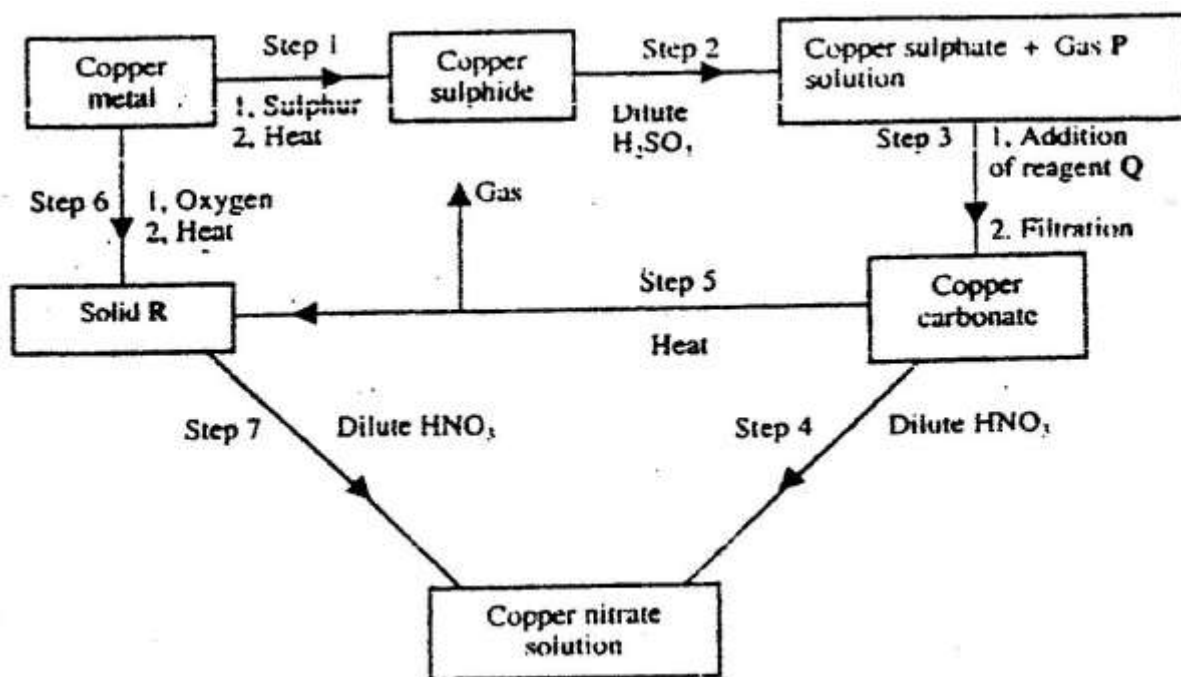 Step 1
Step 2
Copper
metal
Copper
sulphide
Copper sulphate + Gas P
solution
1, Sulphur
2, Heat
Dilute
H₂SO₄
Step 3
1, Addition
of reagent Q
2. Filtration
Step 6
1, Oxygen
2, Heat
Gas
Solid R
Step 5
Heat
Copper
carbonate
Step 7
Dilute HNO₃
Step 4
Dilute HNO₃
Copper nitrate
solution